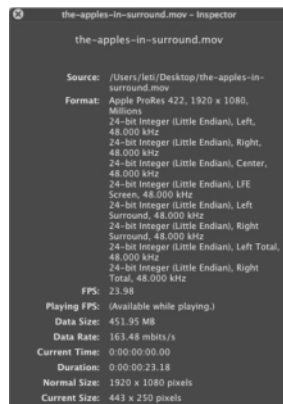 the-apples-in-surround.mov – Inspector
the-apples-in-surround.mov
Source: /Users/leti/Desktop/the-apples-in-
surround.mov
Format: Apple ProRes 422, 1920 x 1080,
Millions
24-bit Integer (Little Endian), Left,
48.000 kHz
24-bit Integer (Little Endian), Right,
48.000 kHz
24-bit Integer (Little Endian), Center,
48.000 kHz
24-bit Integer (Little Endian), LFE
Screen, 48.000 kHz
24-bit Integer (Little Endian), Left
Surround, 48.000 kHz
24-bit Integer (Little Endian), Right
Surround, 48.000 kHz
24-bit Integer (Little Endian), Left Total,
48.000 kHz
24-bit Integer (Little Endian), Right
Total, 48.000 kHz
FPS: 23.98
Playing FPS: (Available while playing.)
Data Size: 451.95 MB
Data Rate: 163.48 mbits/s
Current Time: 0:00:00:00.00
Duration: 0:00:00:23.18
Normal Size: 1920 x 1080 pixels
Current Size: 443 x 250 pixels